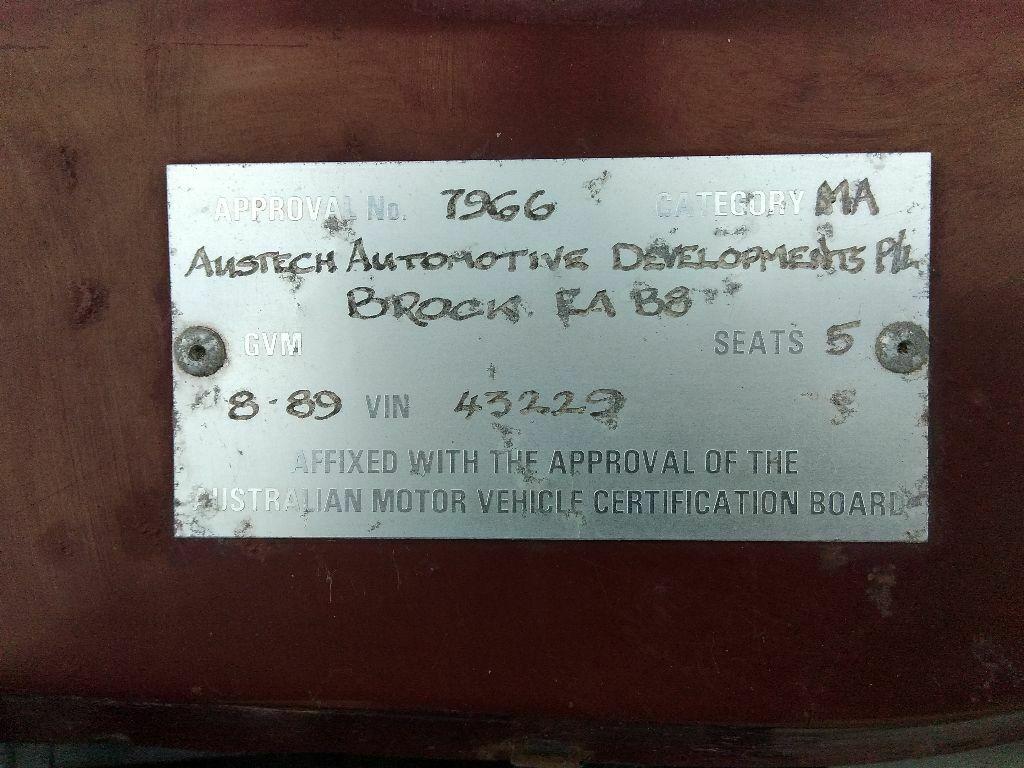 APPROVAL No. 7966 CATEGORY MA
AUSTECH AUTOMOTIVE DEVELOPMENTS P/L
BROCK EA B8
GVM SEATS 5
8-89 VIN 43229
AFFIXED WITH THE APPROVAL OF THE
AUSTRALIAN MOTOR VEHICLE CERTIFICATION BOARD